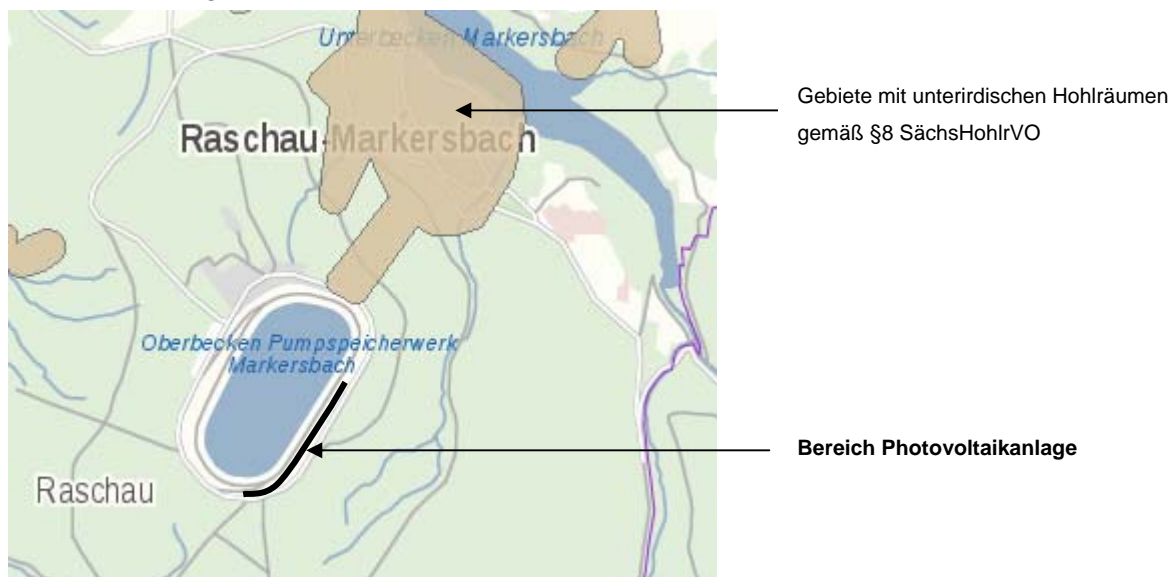 Unterbecken Markersbach
Gebiete mit unterirdischen Hohlräumen
gemäß §8 SächsHohlrVO
Raschau-Markersbach
Oberbecken Pumpspeicherwerk
Markersbach
Bereich Photovoltaikanlage
Raschau